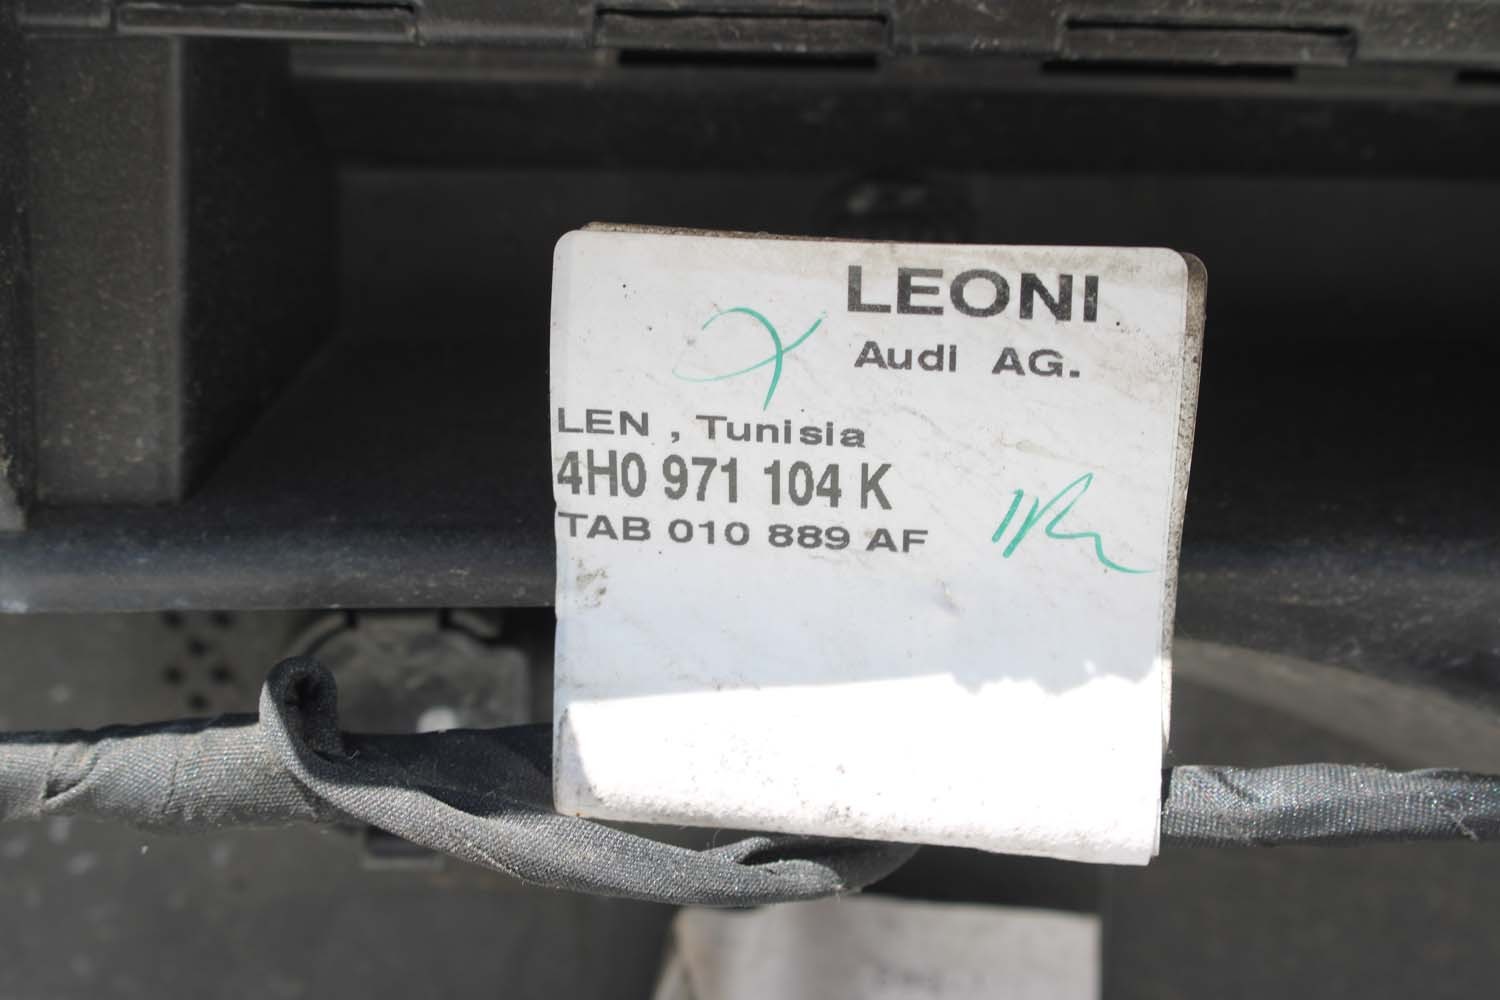 LEONI
Audi AG.
LEN , Tunisia
4H0 971 104 K
TAB 010 889 AF